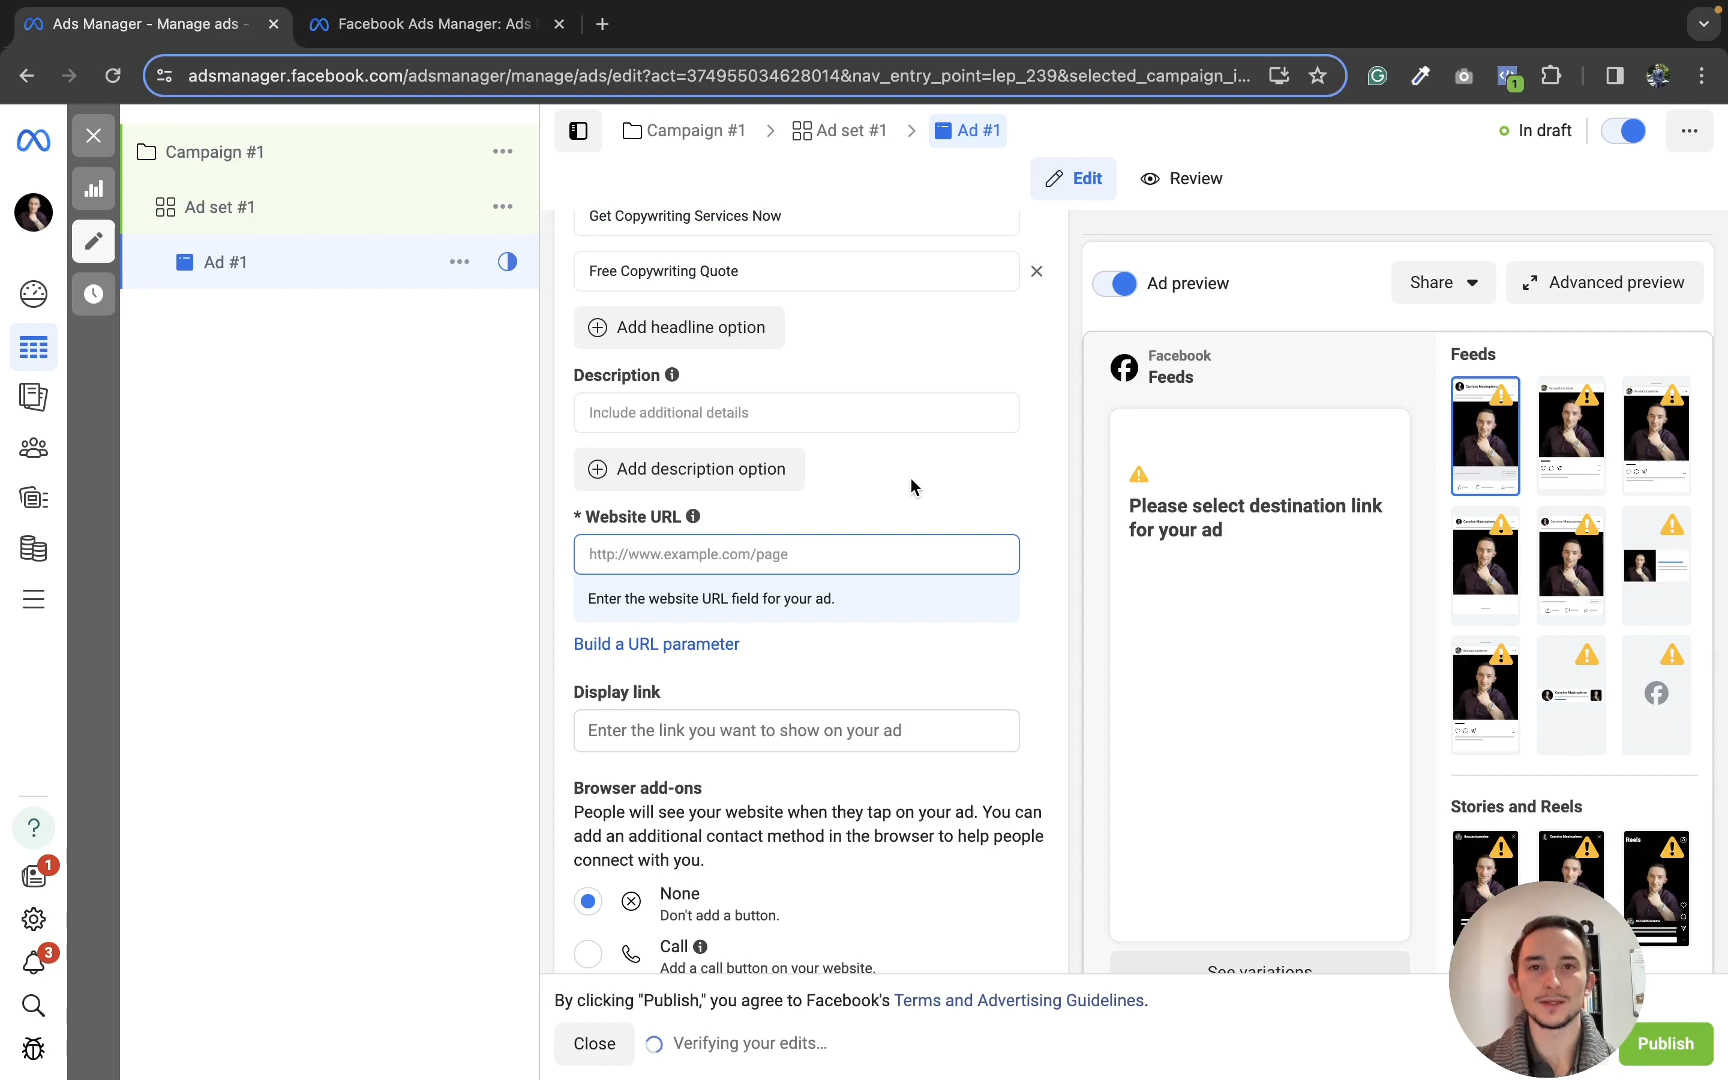 Ads Manager - Manage ads -
Facebook Ads Manager: Ads
adsmanager.facebook.com/adsmanager/manage/ads/edit?act=374955034628014&nav_entry_point=lep_239&selected_campaign_i...
1
Campaign #1
Ad set #1
Ad #1
Campaign #1
Ad set #1
Ad #1
In draft
Edit
Review
Get Copywriting Services Now
Free Copywriting Quote
Add headline option
Description
Include additional details
Add description option
* Website URL
http://www.example.com/page
Enter the website URL field for your ad.
Build a URL parameter
Display link
Enter the link you want to show on your ad
Browser add-ons
People will see your website when they tap on your ad. You can
add an additional contact method in the browser to help people
connect with you.
None
Don't add a button.
Call
Add a call button on your website.
Ad preview
Share
Advanced preview
Facebook
Feeds
Please select destination link
for your ad
See variations
Feeds
Stories and Reels
Reels
1
3
By clicking "Publish," you agree to Facebook's Terms and Advertising Guidelines.
Close
Verifying your edits...
Publish